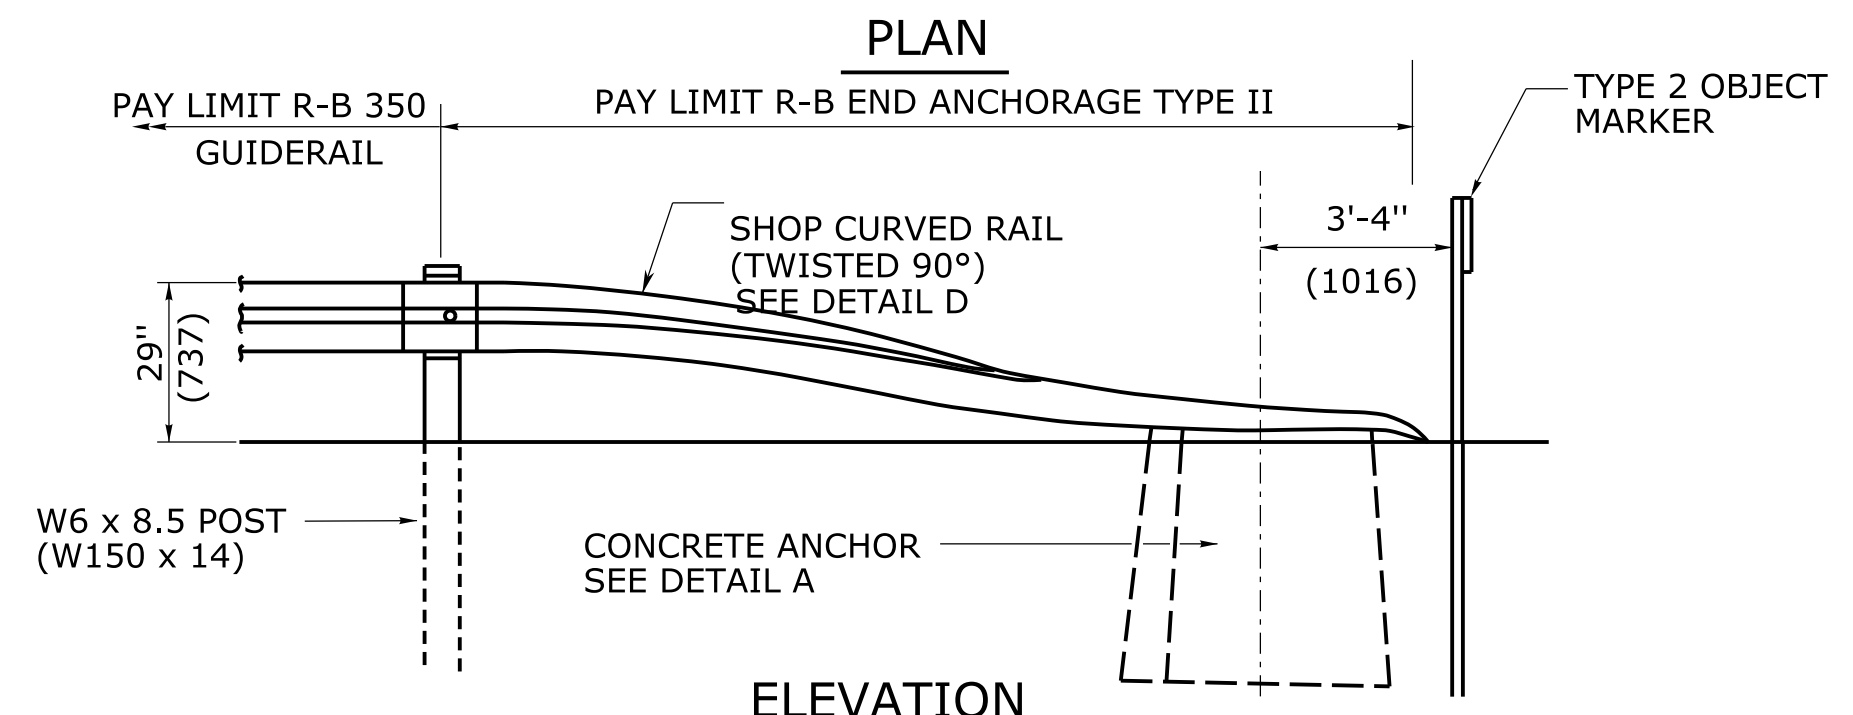 PLAN
PAY LIMIT R-B 350
GUIDERAIL
PAY LIMIT R-B END ANCHORAGE TYPE II
TYPE 2 OBJECT
MARKER
SHOP CURVED RAIL
(TWISTED 90°)
SEE DETAIL D
3'-4"
(1016)
29"
(737)
W6 x 8.5 POST
(W150 x 14)
CONCRETE ANCHOR
SEE DETAIL A
ELEVATION